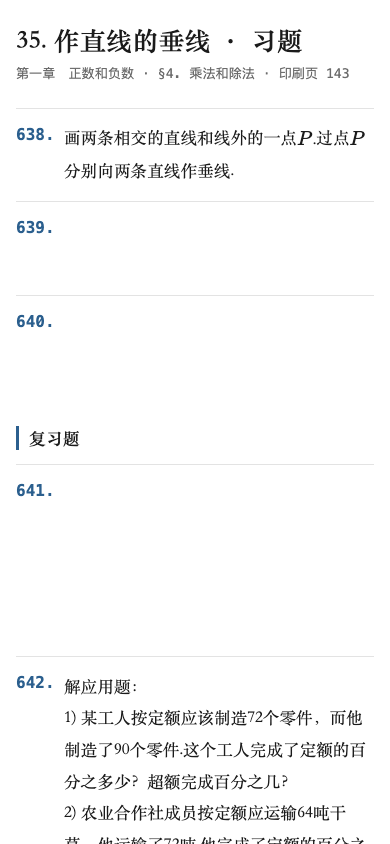 35. 作直线的垂线 · 习题
第一章 正数和负数 · §4. 乘法和除法 · 印刷页 143
638. 画两条相交的直线和线外的一点P.过点P
分别向两条直线作垂线.
639.
640.
复习题
641.
642. 解应用题：
1) 某工人按定额应该制造72个零件，而他
制造了90个零件.这个工人完成了定额的百
分之多少？超额完成百分之几？
2) 农业合作社成员按定额应运输64吨干